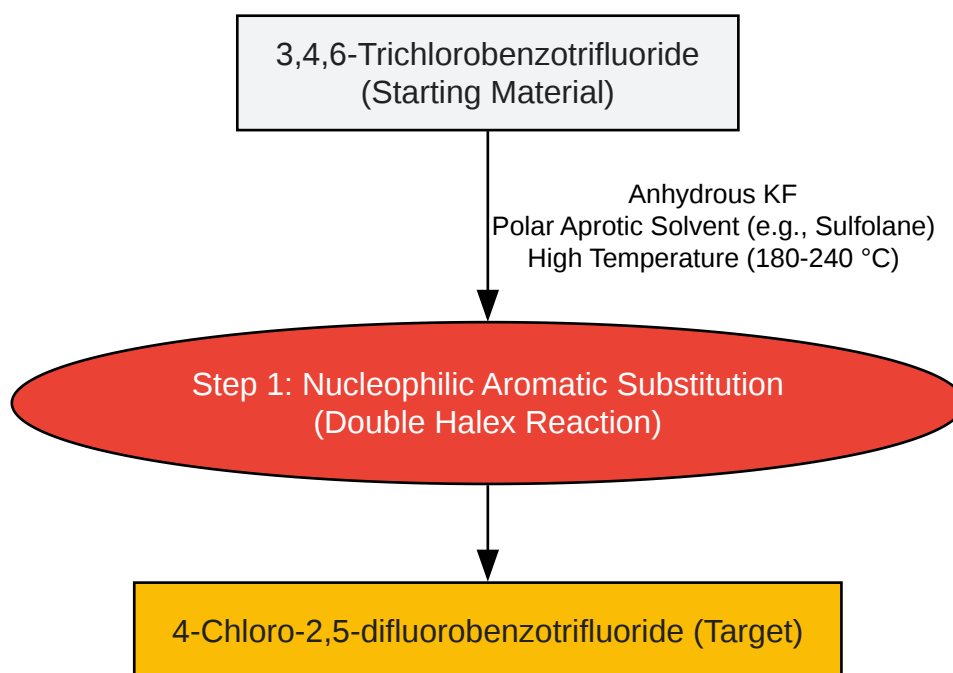 3,4,6-Trichlorobenzotrifluoride
(Starting Material)
Anhydrous KF
Polar Aprotic Solvent (e.g., Sulfolane)
High Temperature (180-240 °C)
Step 1: Nucleophilic Aromatic Substitution
(Double Halex Reaction)
4-Chloro-2,5-difluorobenzotrifluoride (Target)